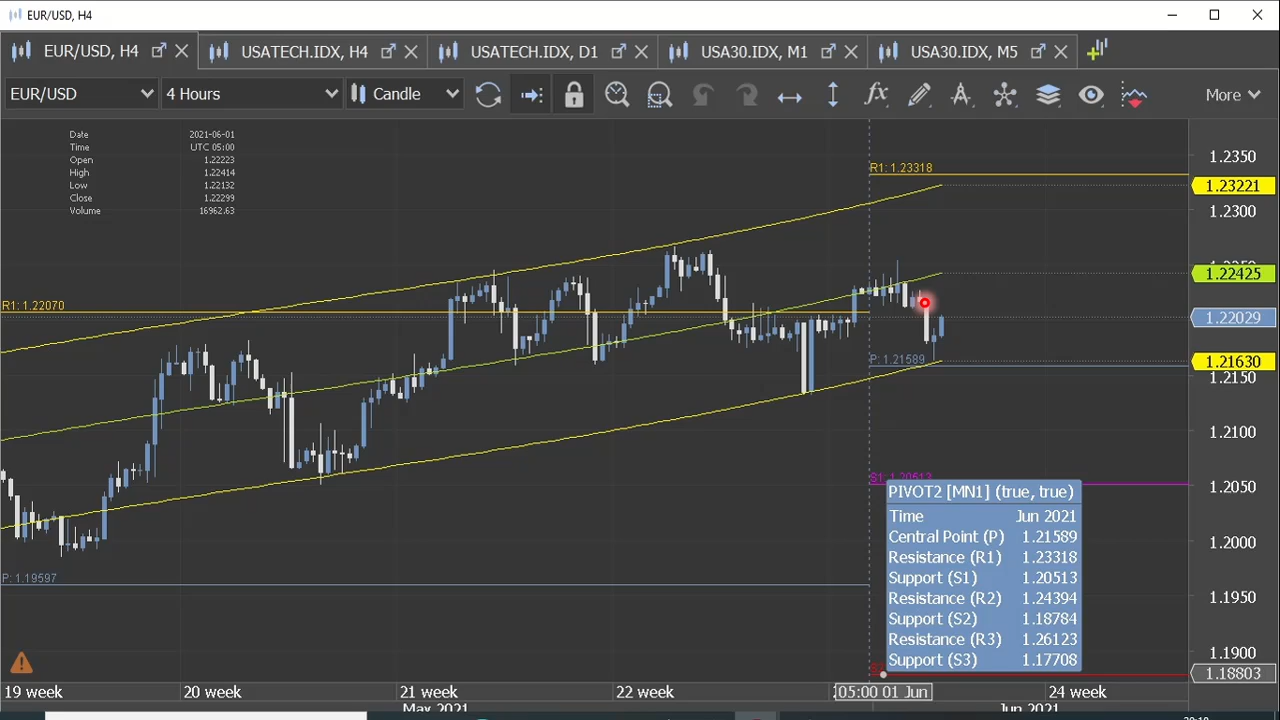 EUR/USD, H4
EUR/USD, H4 USATECH.IDX, H4 USATECH.IDX, D1 USA30.IDX, M1 USA30.IDX, M5
EUR/USD 4 Hours Candle More
Date 2021-06-01
Time UTC 05:00
Open 1.22223
High 1.22414
Low 1.22132
Close 1.22299
Volume 16962.63
1.2350
R1: 1.23318
1.23221
1.2300
1.22425
R1: 1.22070
1.22029
P: 1.21589
1.21630
1.2150
1.2100
S1: 1.20513
1.2050
PIVOT2 [MN1] (true, true)
Time Jun 2021
Central Point (P) 1.21589
Resistance (R1) 1.23318
Support (S1) 1.20513
Resistance (R2) 1.24394
Support (S2) 1.18784
Resistance (R3) 1.26123
Support (S3) 1.17708
1.2000
P: 1.19597
1.1950
1.1900
1.18803
19 week 20 week 21 week 22 week 05:00 01 Jun 24 week
May 2021 Jun 2021